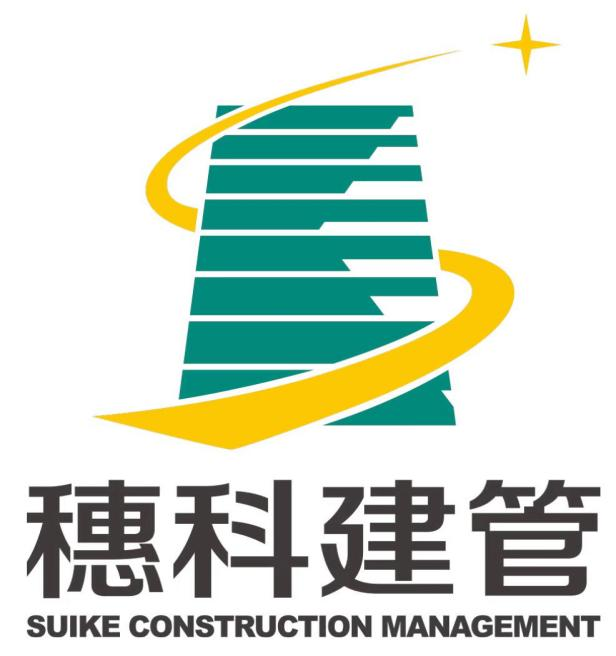 穗科建管
SUIKE CONSTRUCTION MANAGEMENT